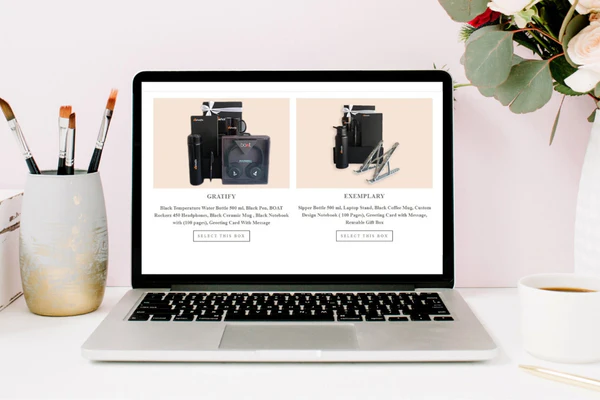 GRATIFY
Black Temperature Water Bottle 500 ml, Black Pen, BOAT
Rockerz 450 Headphones, Black Ceramic Mug , Black Notebook
with (100 pages), Greeting Card With Message
SELECT THIS BOX
EXEMPLARY
Sipper Bottle 500 ml, Laptop Stand, Black Coffee Mug, Custom
Design Notebook ( 100 Pages), Greeting Card with Message,
Reusable Gift Box
SELECT THIS BOX